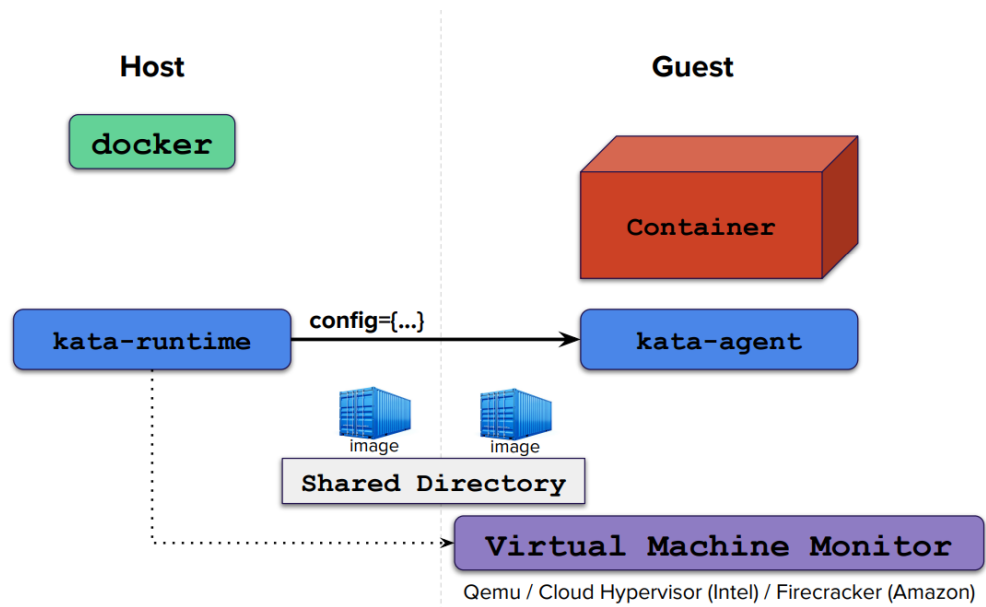 Host
Guest
docker
Container
kata-runtime
config={...}
kata-agent
image
image
Shared Directory
Virtual Machine Monitor
Qemu / Cloud Hypervisor (Intel) / Firecracker (Amazon)